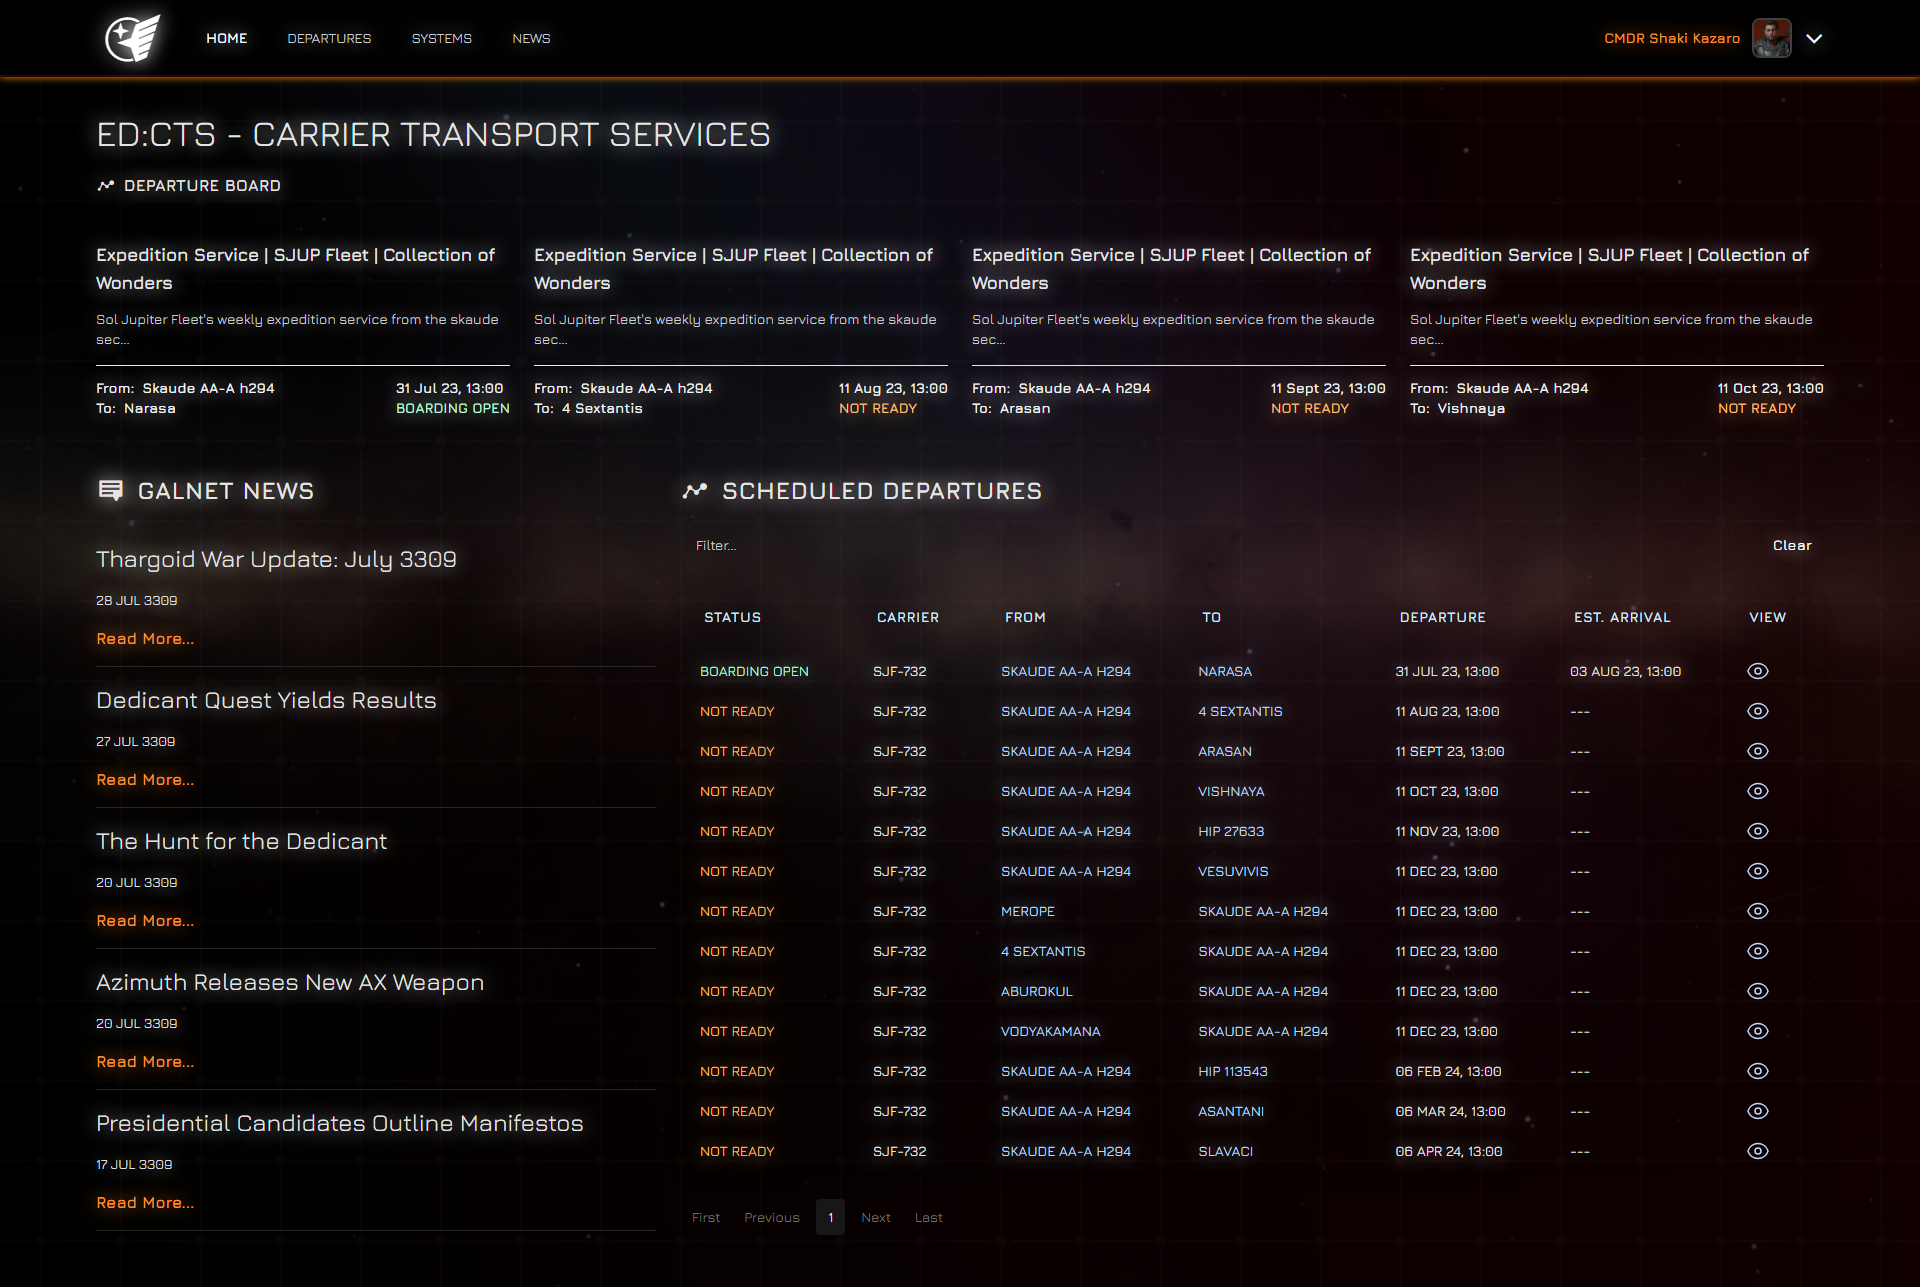 HOME DEPARTURES SYSTEMS NEWS CMDR Shaki Kazaro
ED:CTS - CARRIER TRANSPORT SERVICES
DEPARTURE BOARD
Expedition Service | SJUP Fleet | Collection of
Wonders
Sol Jupiter Fleet's weekly expedition service from the skaude
sec...
From: Skaude AA-A h294 31 Jul 23, 13:00
To: Narasa BOARDING OPEN
Expedition Service | SJUP Fleet | Collection of
Wonders
Sol Jupiter Fleet's weekly expedition service from the skaude
sec...
From: Skaude AA-A h294 11 Aug 23, 13:00
To: 4 Sextantis NOT READY
Expedition Service | SJUP Fleet | Collection of
Wonders
Sol Jupiter Fleet's weekly expedition service from the skaude
sec...
From: Skaude AA-A h294 11 Sept 23, 13:00
To: Arasan NOT READY
Expedition Service | SJUP Fleet | Collection of
Wonders
Sol Jupiter Fleet's weekly expedition service from the skaude
sec...
From: Skaude AA-A h294 11 Oct 23, 13:00
To: Vishnaya NOT READY
GALNET NEWS
Thargoid War Update: July 3309
28 JUL 3309
Read More...
Dedicant Quest Yields Results
27 JUL 3309
Read More...
The Hunt for the Dedicant
20 JUL 3309
Read More...
Azimuth Releases New AX Weapon
20 JUL 3309
Read More...
Presidential Candidates Outline Manifestos
17 JUL 3309
Read More...
SCHEDULED DEPARTURES
Filter... Clear
STATUS CARRIER FROM TO DEPARTURE EST. ARRIVAL VIEW
BOARDING OPEN SJF-732 SKAUDE AA-A H294 NARASA 31 JUL 23, 13:00 03 AUG 23, 13:00
NOT READY SJF-732 SKAUDE AA-A H294 4 SEXTANTIS 11 AUG 23, 13:00 ---
NOT READY SJF-732 SKAUDE AA-A H294 ARASAN 11 SEPT 23, 13:00 ---
NOT READY SJF-732 SKAUDE AA-A H294 VISHNAYA 11 OCT 23, 13:00 ---
NOT READY SJF-732 SKAUDE AA-A H294 HIP 27633 11 NOV 23, 13:00 ---
NOT READY SJF-732 SKAUDE AA-A H294 VESUVIVIS 11 DEC 23, 13:00 ---
NOT READY SJF-732 MEROPE SKAUDE AA-A H294 11 DEC 23, 13:00 ---
NOT READY SJF-732 4 SEXTANTIS SKAUDE AA-A H294 11 DEC 23, 13:00 ---
NOT READY SJF-732 ABUROKUL SKAUDE AA-A H294 11 DEC 23, 13:00 ---
NOT READY SJF-732 VODYAKAMANA SKAUDE AA-A H294 11 DEC 23, 13:00 ---
NOT READY SJF-732 SKAUDE AA-A H294 HIP 113543 06 FEB 24, 13:00 ---
NOT READY SJF-732 SKAUDE AA-A H294 ASANTANI 06 MAR 24, 13:00 ---
NOT READY SJF-732 SKAUDE AA-A H294 SLAVACI 06 APR 24, 13:00 ---
First Previous 1 Next Last